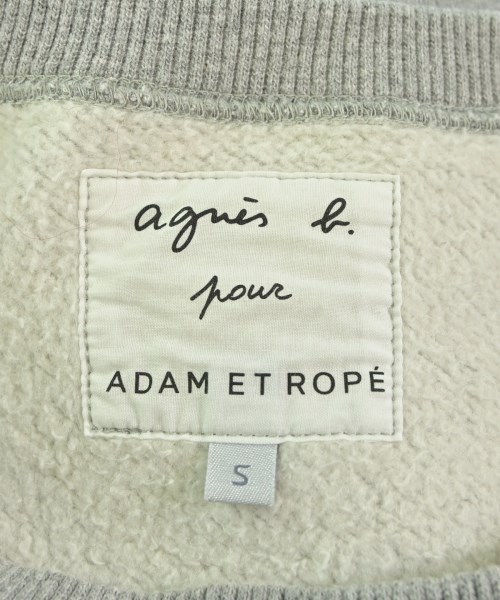 agnès b.
pour
ADAM ET ROPÉ
S